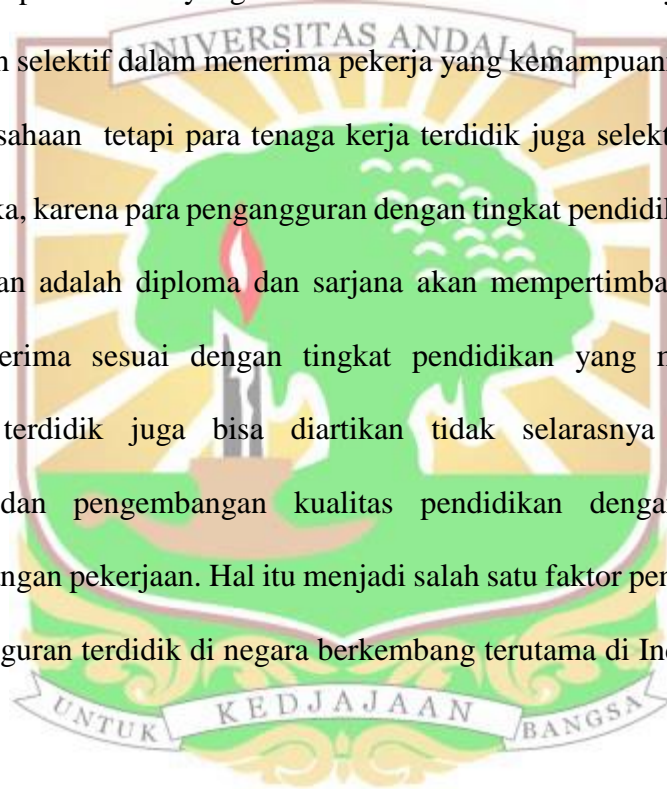 UNIVERSITAS ANDALAS
selektif dalam menerima pekerja yang kemampuan
sahaan tetapi para tenaga kerja terdidik juga selekt
ka, karena para pengangguran dengan tingkat pendidi
an adalah diploma dan sarjana akan mempertimba
erima sesuai dengan tingkat pendidikan yang m
terdidik juga bisa diartikan tidak selarasnya
dan pengembangan kualitas pendidikan denga
ngan pekerjaan. Hal itu menjadi salah satu faktor pe
guran terdidik di negara berkembang terutama di In
UNTUK KEDJAJAAN BANGSA